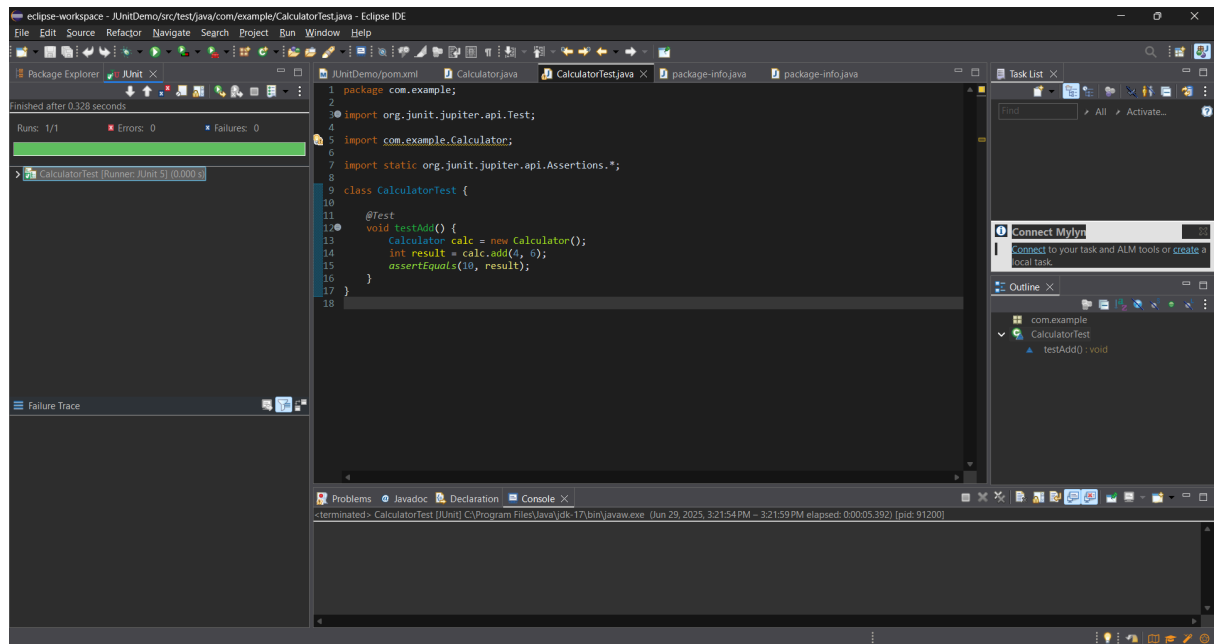 eclipse-workspace - JUnitDemo/src/test/java/com/example/CalculatorTest.java - Eclipse IDE
File Edit Source Refactor Navigate Search Project Run Window Help
Package Explorer JUnit
Finished after 0.328 seconds
Runs: 1/1 Errors: 0 Failures: 0
CalculatorTest [Runner: JUnit 5] (0.000 s)
Failure Trace
JUnitDemo/pom.xml Calculator.java CalculatorTest.java package-info.java package-info.java
1 package com.example;
2
3 import org.junit.jupiter.api.Test;
4
5 import com.example.Calculator;
6
7 import static org.junit.jupiter.api.Assertions.*;
8
9 class CalculatorTest {
10
11 @Test
12 void testAdd() {
13 Calculator calc = new Calculator();
14 int result = calc.add(4, 6);
15 assertEquals(10, result);
16 }
17 }
18
Problems Javadoc Declaration Console
<terminated> CalculatorTest [JUnit] C:\Program Files\Java\jdk-17\bin\javaw.exe (Jun 29, 2025, 3:21:54 PM – 3:21:59 PM elapsed: 0:00:05.392) [pid: 91200]
Task List
Find All Activate...
Connect Mylyn
Connect to your task and ALM tools or create a
local task.
Outline
com.example
CalculatorTest
testAdd() : void